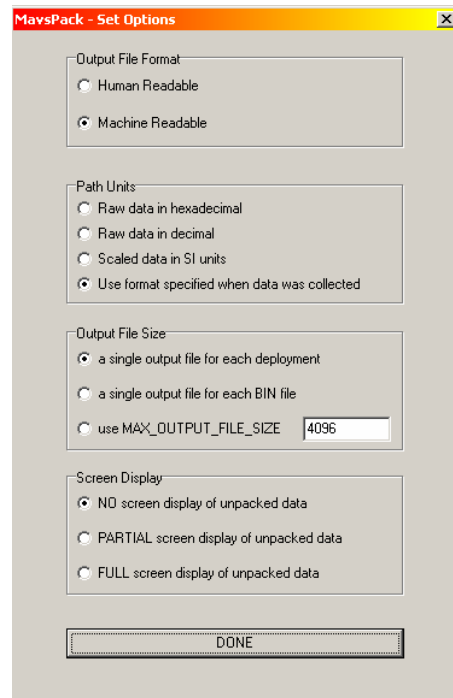 MavsPack - Set Options
Output File Format
Human Readable
Machine Readable
Path Units
Raw data in hexadecimal
Raw data in decimal
Scaled data in SI units
Use format specified when data was collected
Output File Size
a single output file for each deployment
a single output file for each BIN file
use MAX_OUTPUT_FILE_SIZE 4096
Screen Display
NO screen display of unpacked data
PARTIAL screen display of unpacked data
FULL screen display of unpacked data
DONE